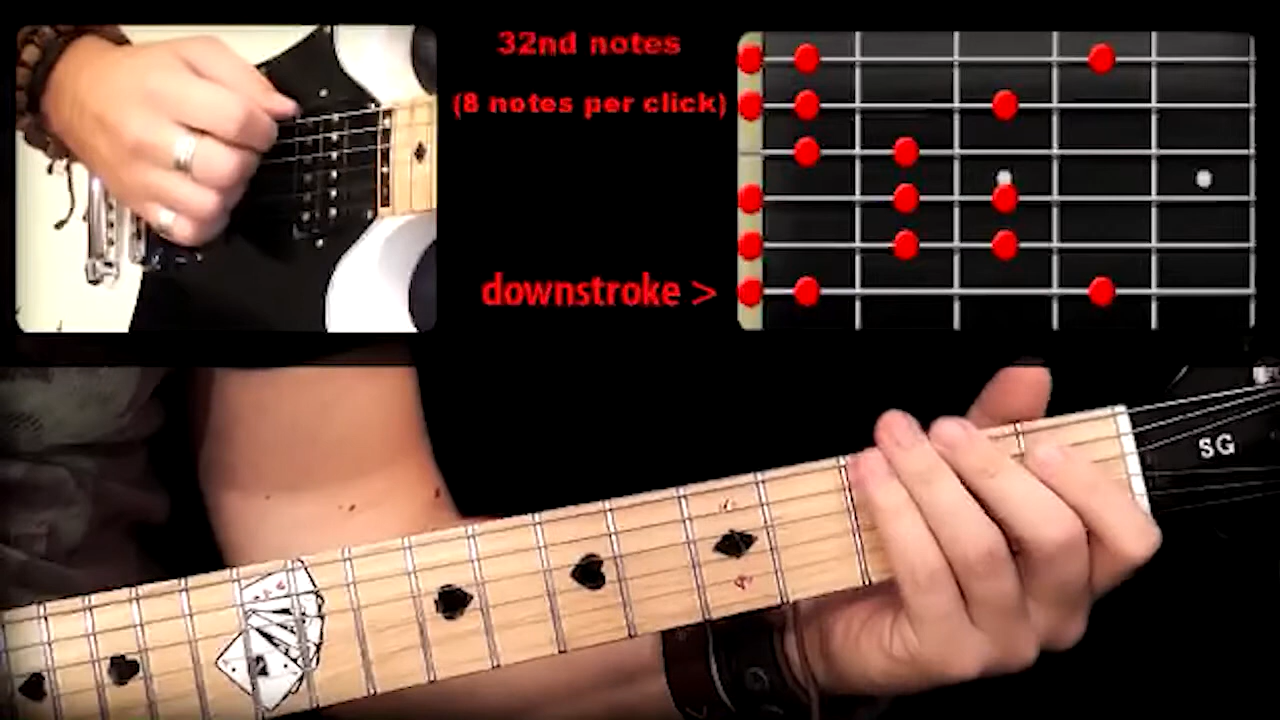 32nd notes
(8 notes per click)
downstroke >
SG